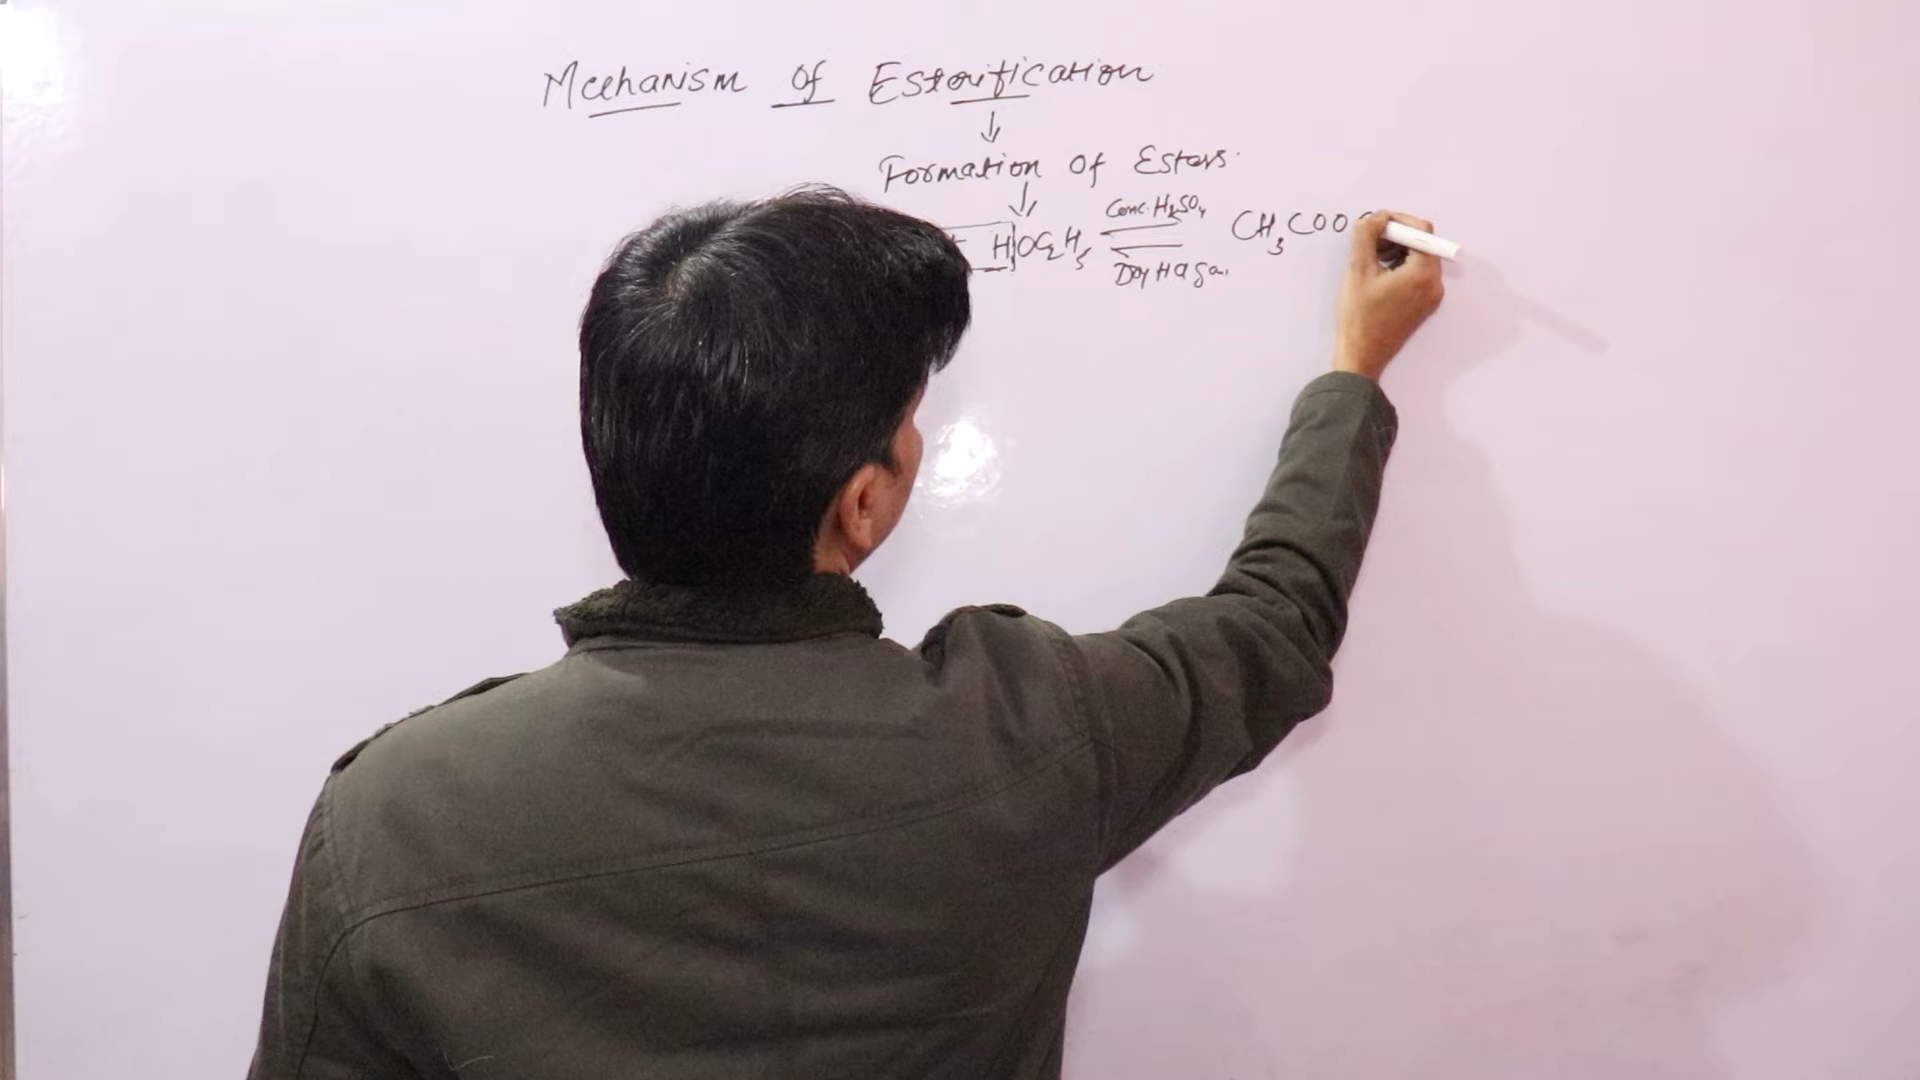 Mechanism Of Esterification
↓
Formation Of Esters.
↓
+ H OC2H5 ⇌ CH3COO
Conc. H2SO4
Dry HCl gas